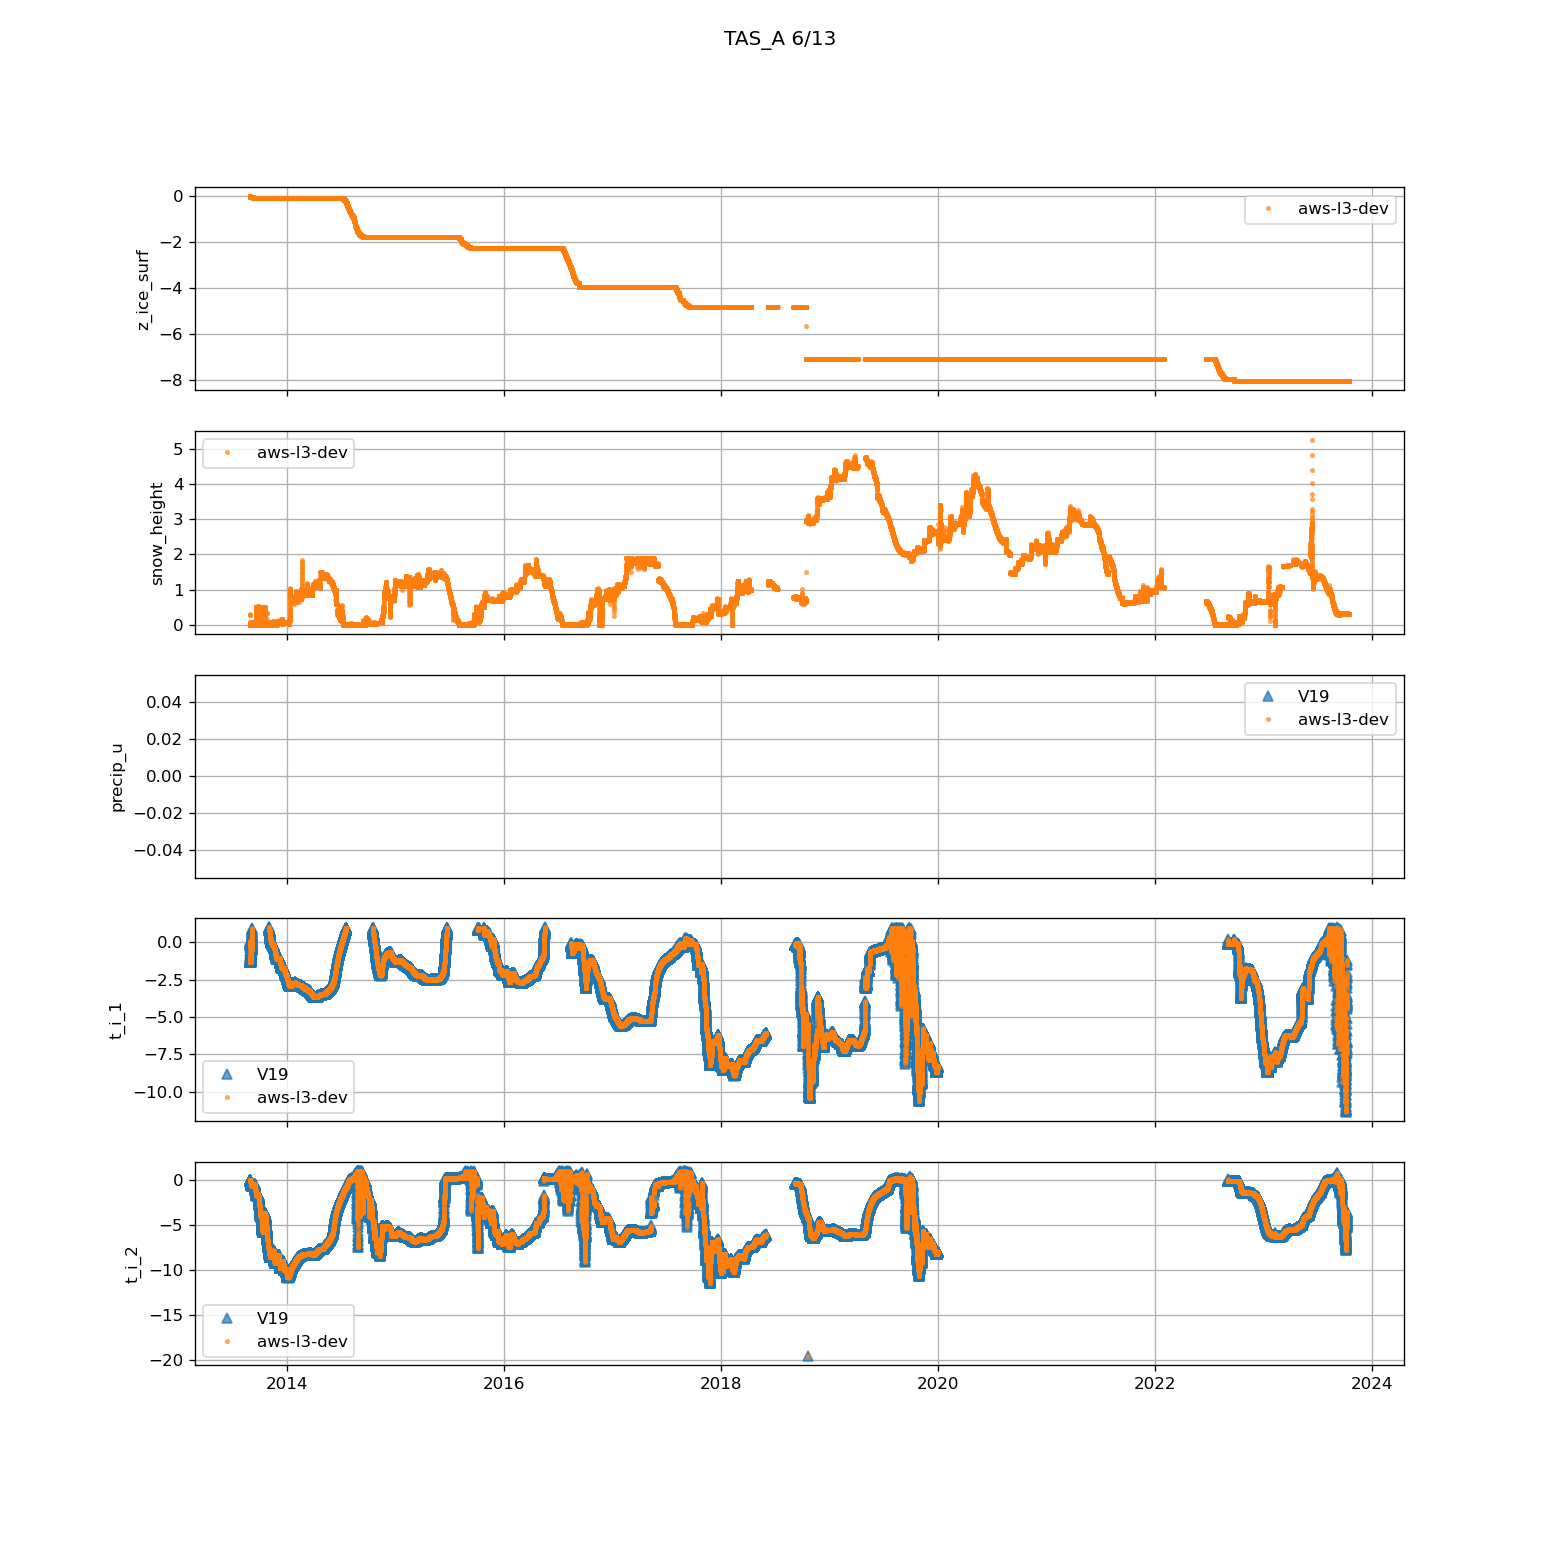 TAS_A 6/13
0
−2
−4
−6
−8
z_ice_surf
aws-l3-dev
5
4
3
2
1
0
snow_height
aws-l3-dev
0.04
0.02
0.00
−0.02
−0.04
precip_u
V19
aws-l3-dev
0.0
−2.5
−5.0
−7.5
−10.0
t_i_1
V19
aws-l3-dev
0
−5
−10
−15
−20
t_i_2
V19
aws-l3-dev
2014 2016 2018 2020 2022 2024